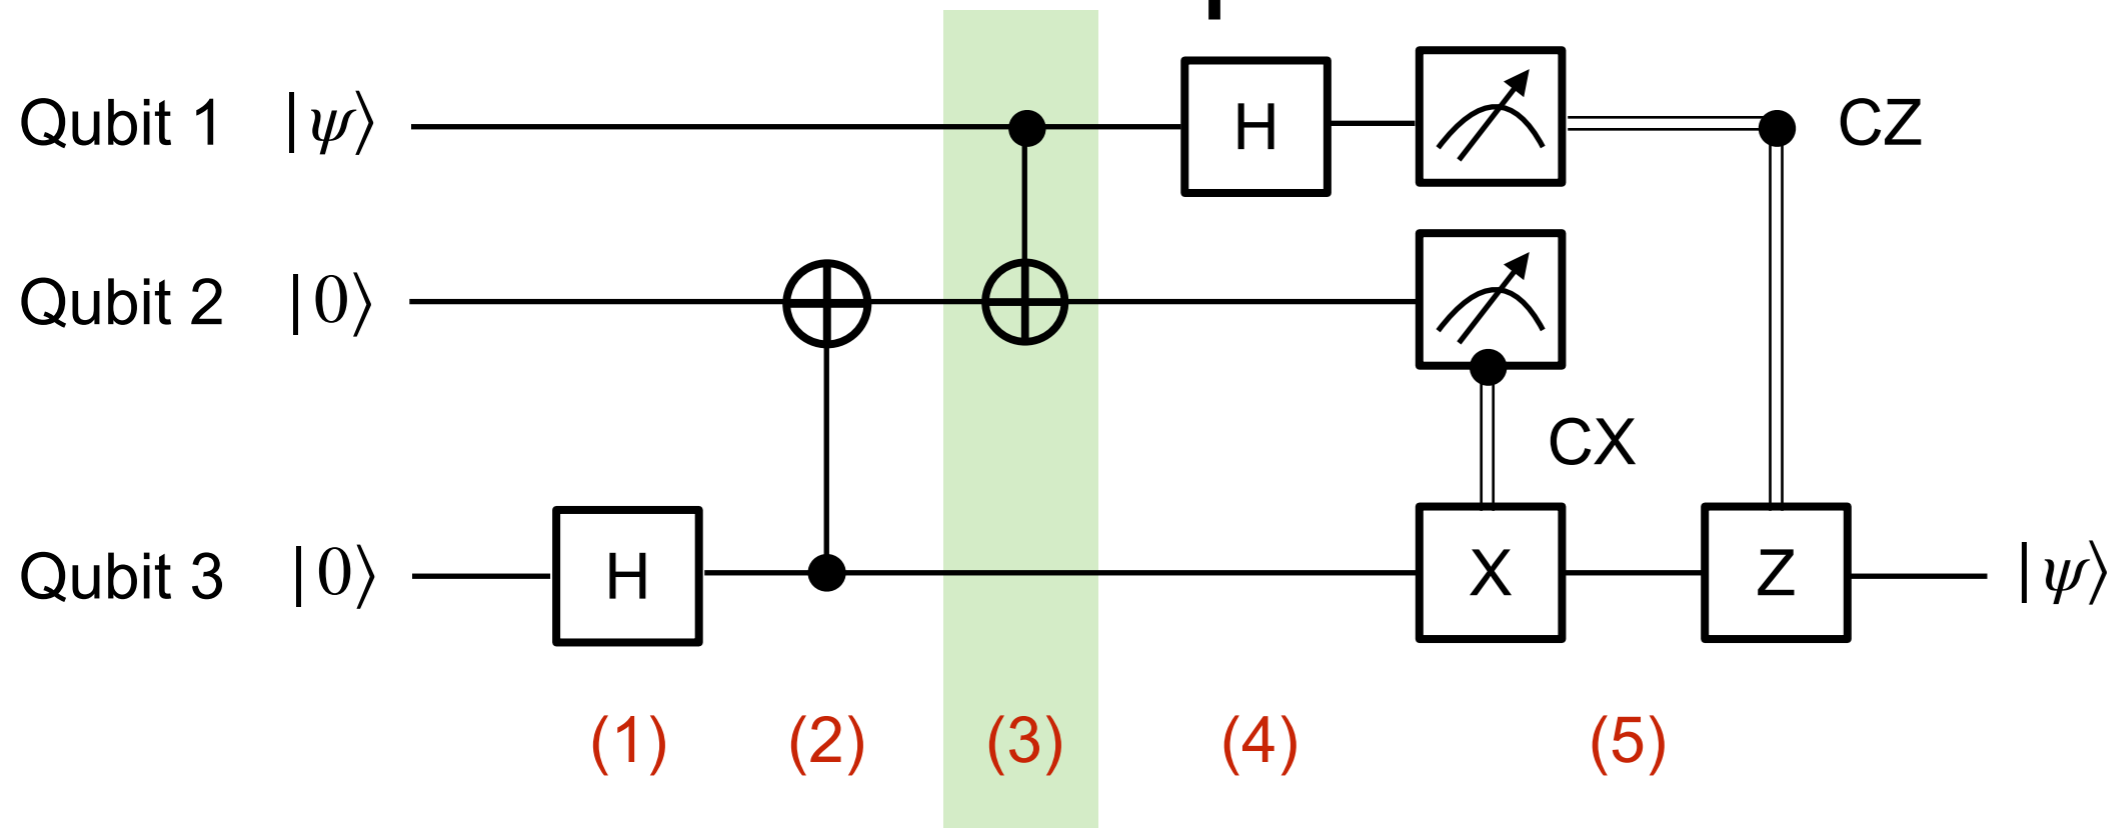 Qubit 1 |ψ⟩ H CZ
Qubit 2 |0⟩
CX
Qubit 3 |0⟩ H X Z |ψ⟩
(1) (2) (3) (4) (5)